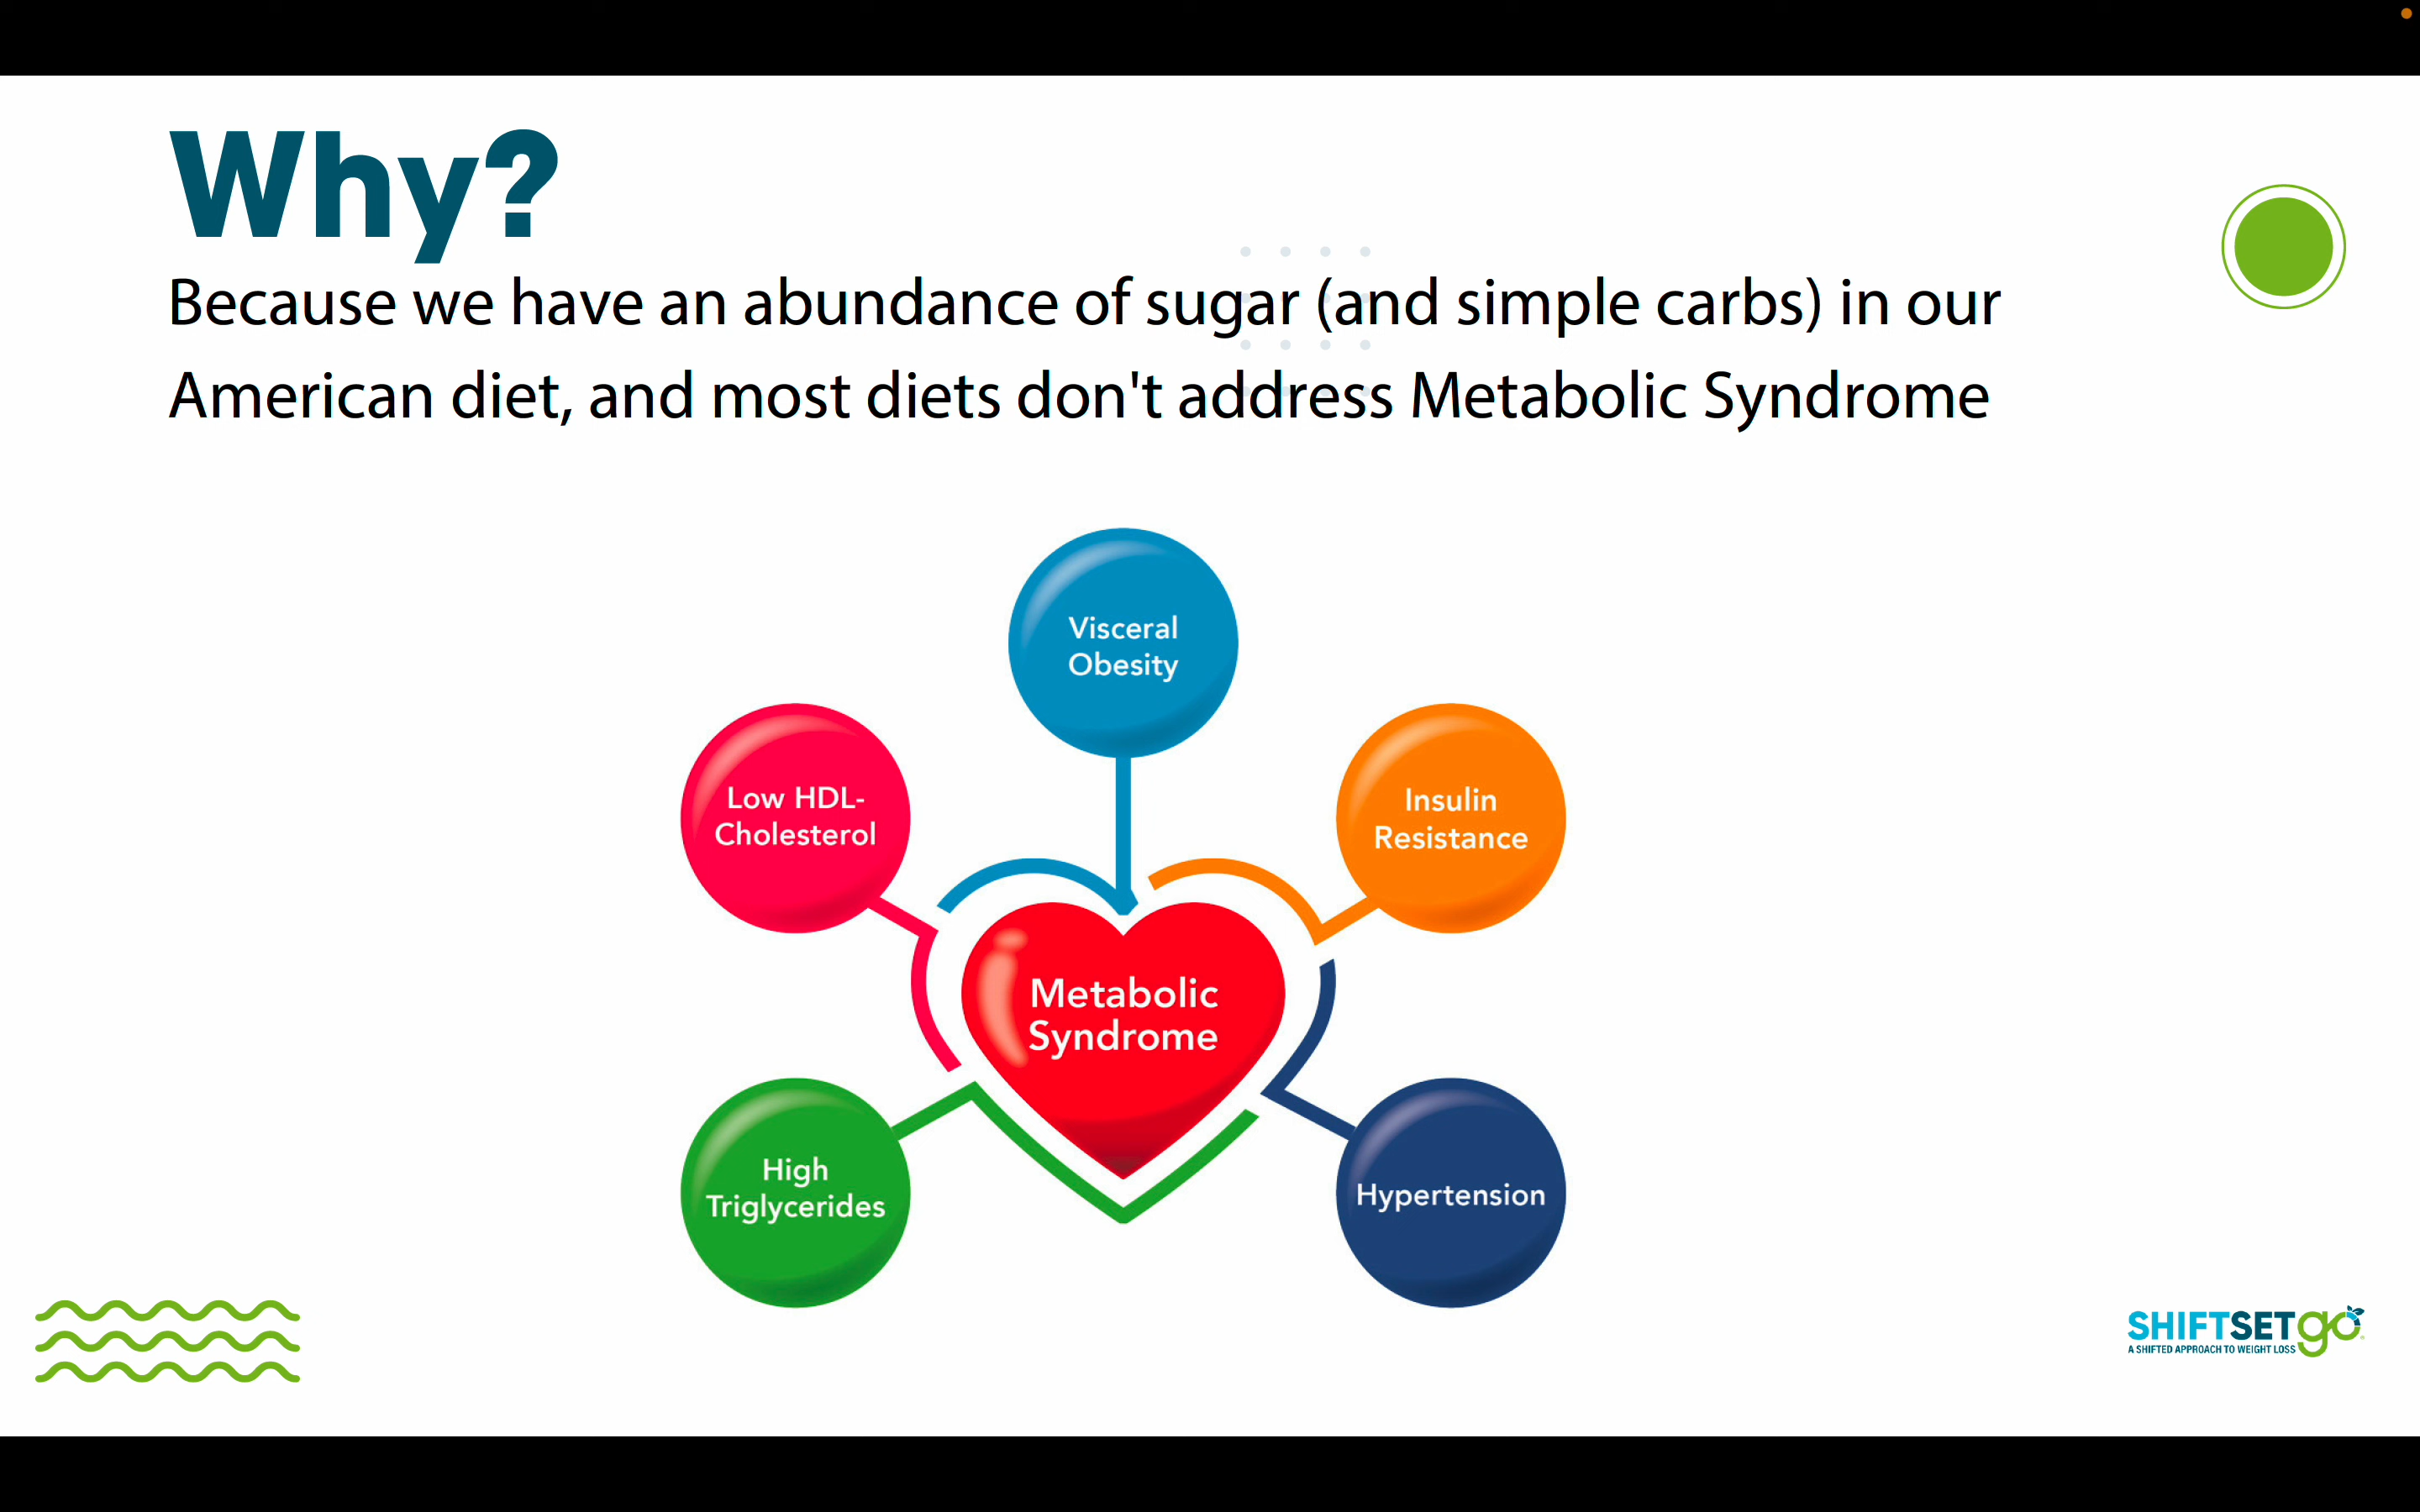 Why?
Because we have an abundance of sugar (and simple carbs) in our
American diet, and most diets don't address Metabolic Syndrome
Visceral
Obesity
Low HDL-
Cholesterol
Insulin
Resistance
Metabolic
Syndrome
High
Triglycerides
Hypertension
SHIFTSETgo
A SHIFTED APPROACH TO WEIGHT LOSS